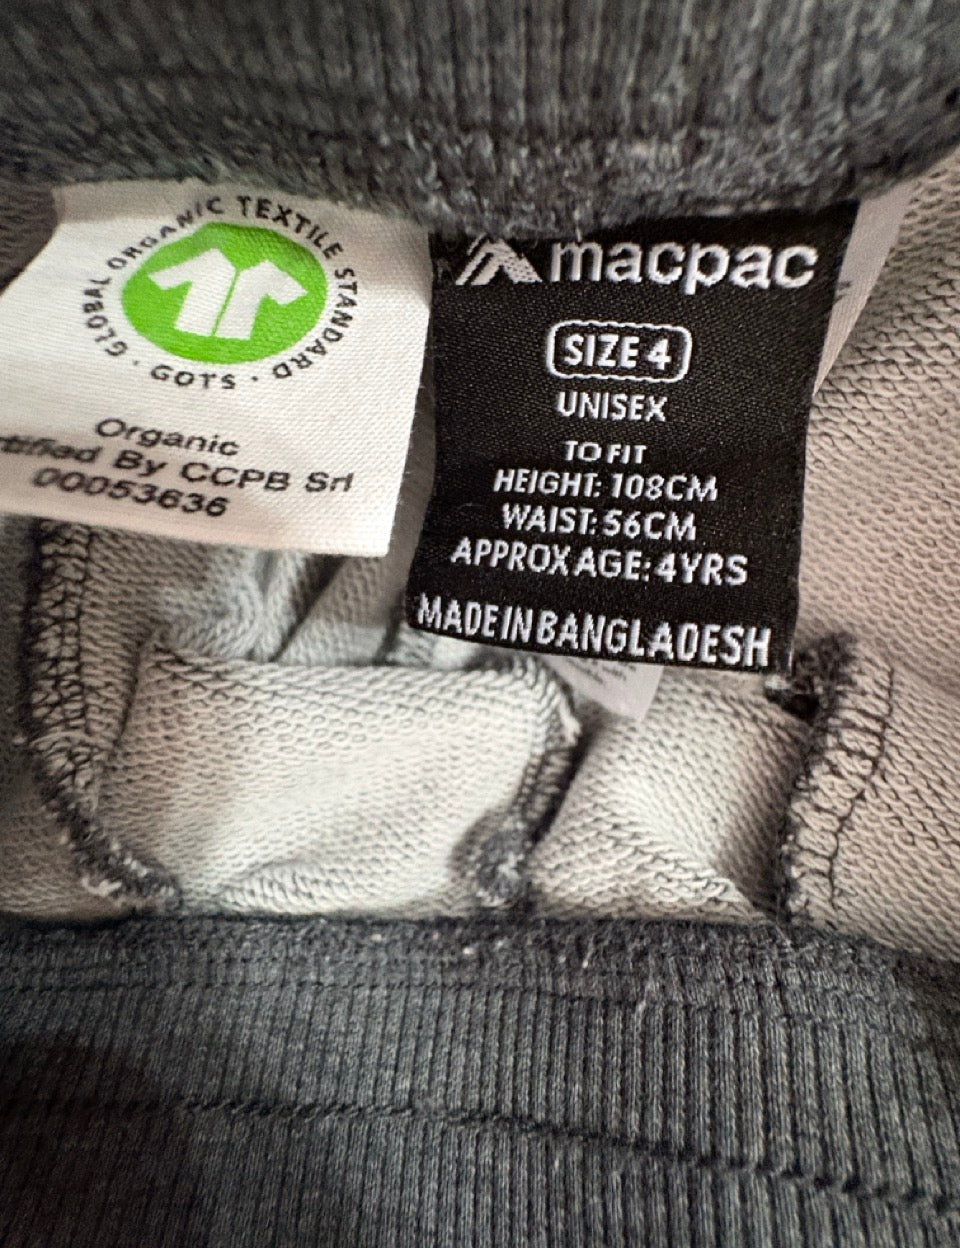 GLOBAL ORGANIC TEXTILE STANDARD
· GOTS ·
Organic
Certified By CCPB Srl
00053636
macpac
SIZE 4
UNISEX
TO FIT
HEIGHT: 108CM
WAIST: 56CM
APPROX AGE: 4YRS
MADE IN BANGLADESH